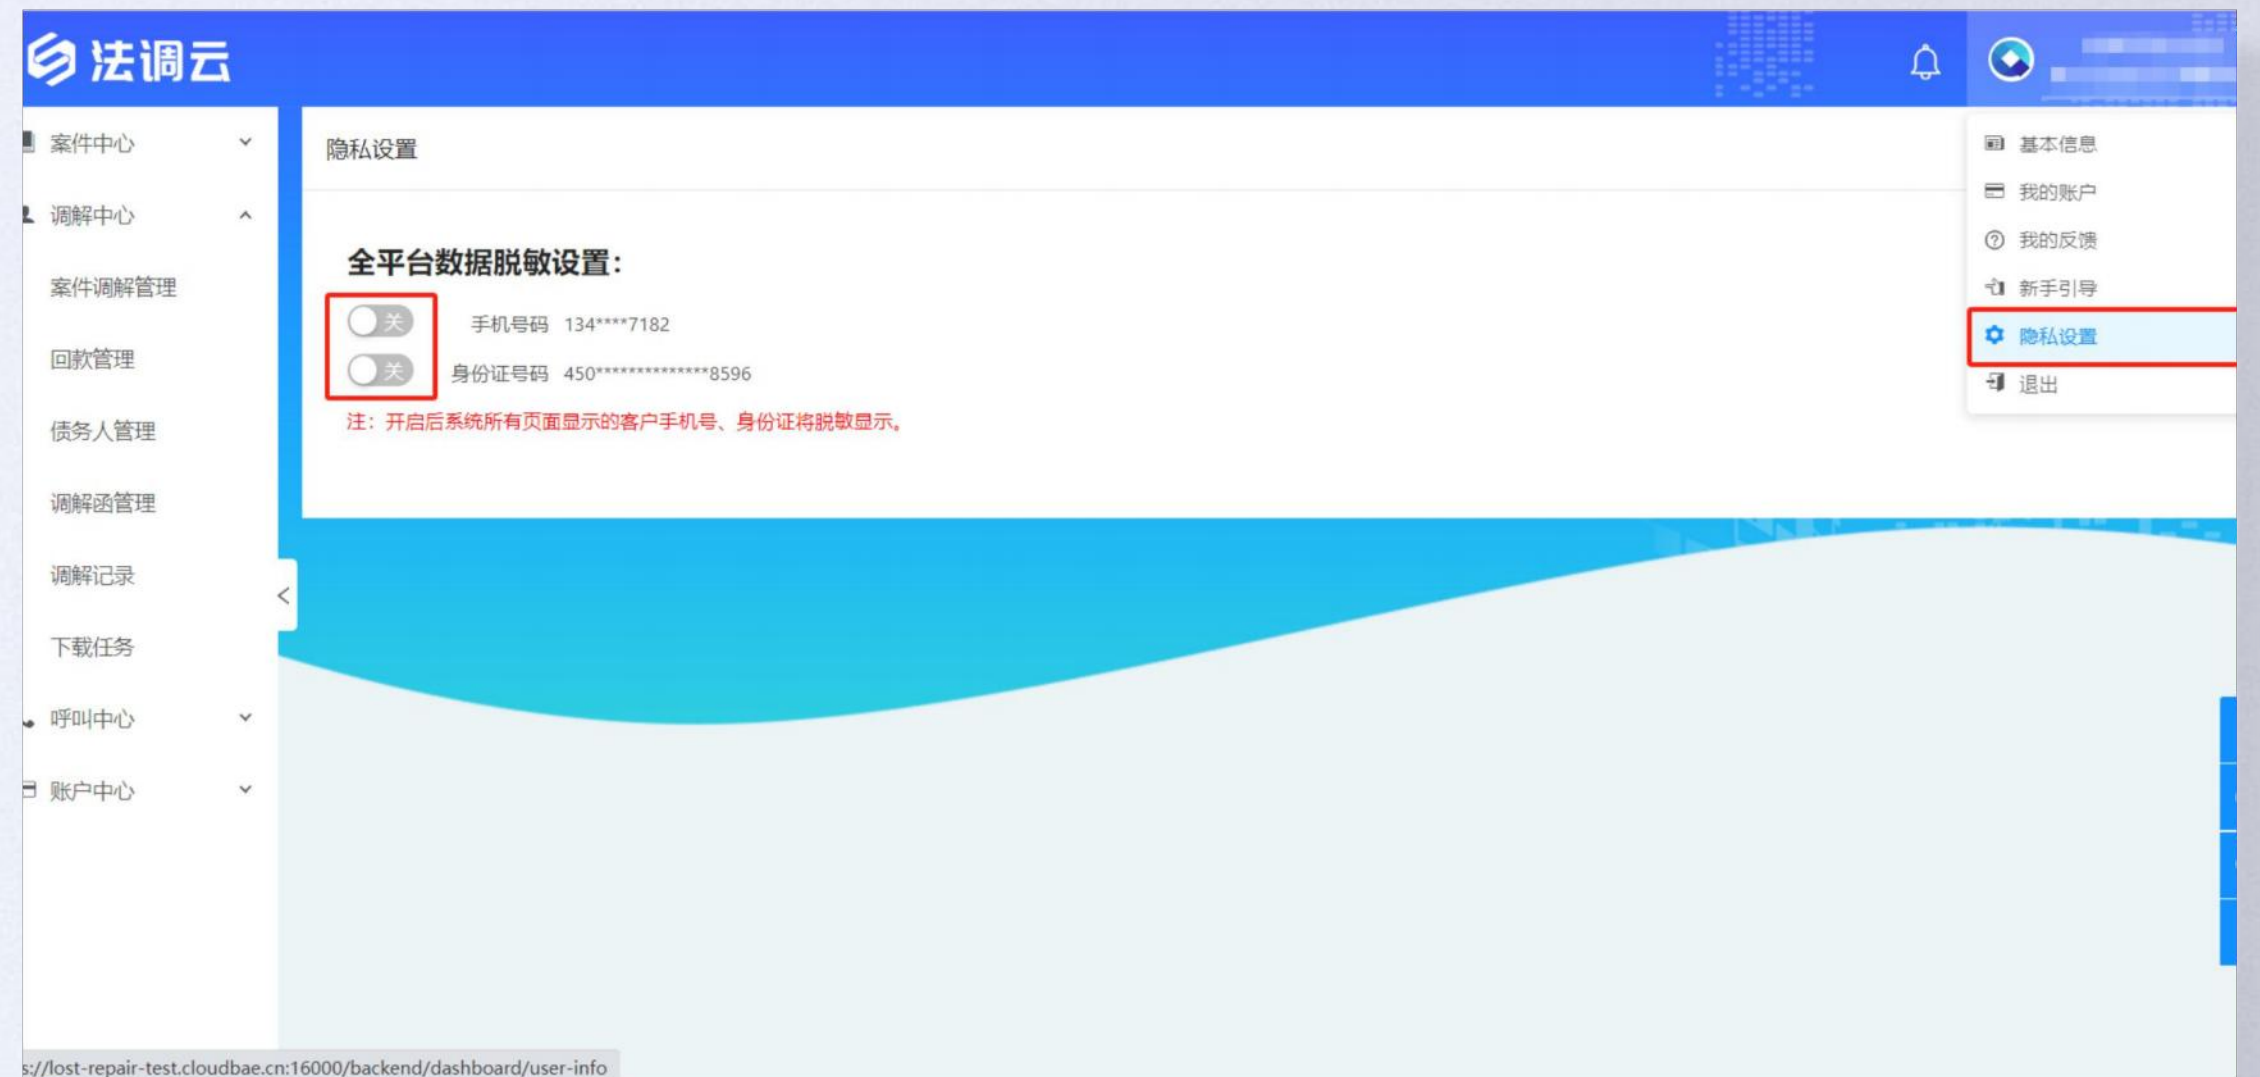 法调云
案件中心
调解中心
案件调解管理
回款管理
债务人管理
调解函管理
调解记录
下载任务
呼叫中心
账户中心
隐私设置
全平台数据脱敏设置：
关 手机号码 134****7182
关 身份证号码 450**************8596
注：开启后系统所有页面显示的客户手机号、身份证将脱敏显示。
基本信息
我的账户
我的反馈
新手引导
隐私设置
退出
s://lost-repair-test.cloudbae.cn:16000/backend/dashboard/user-info